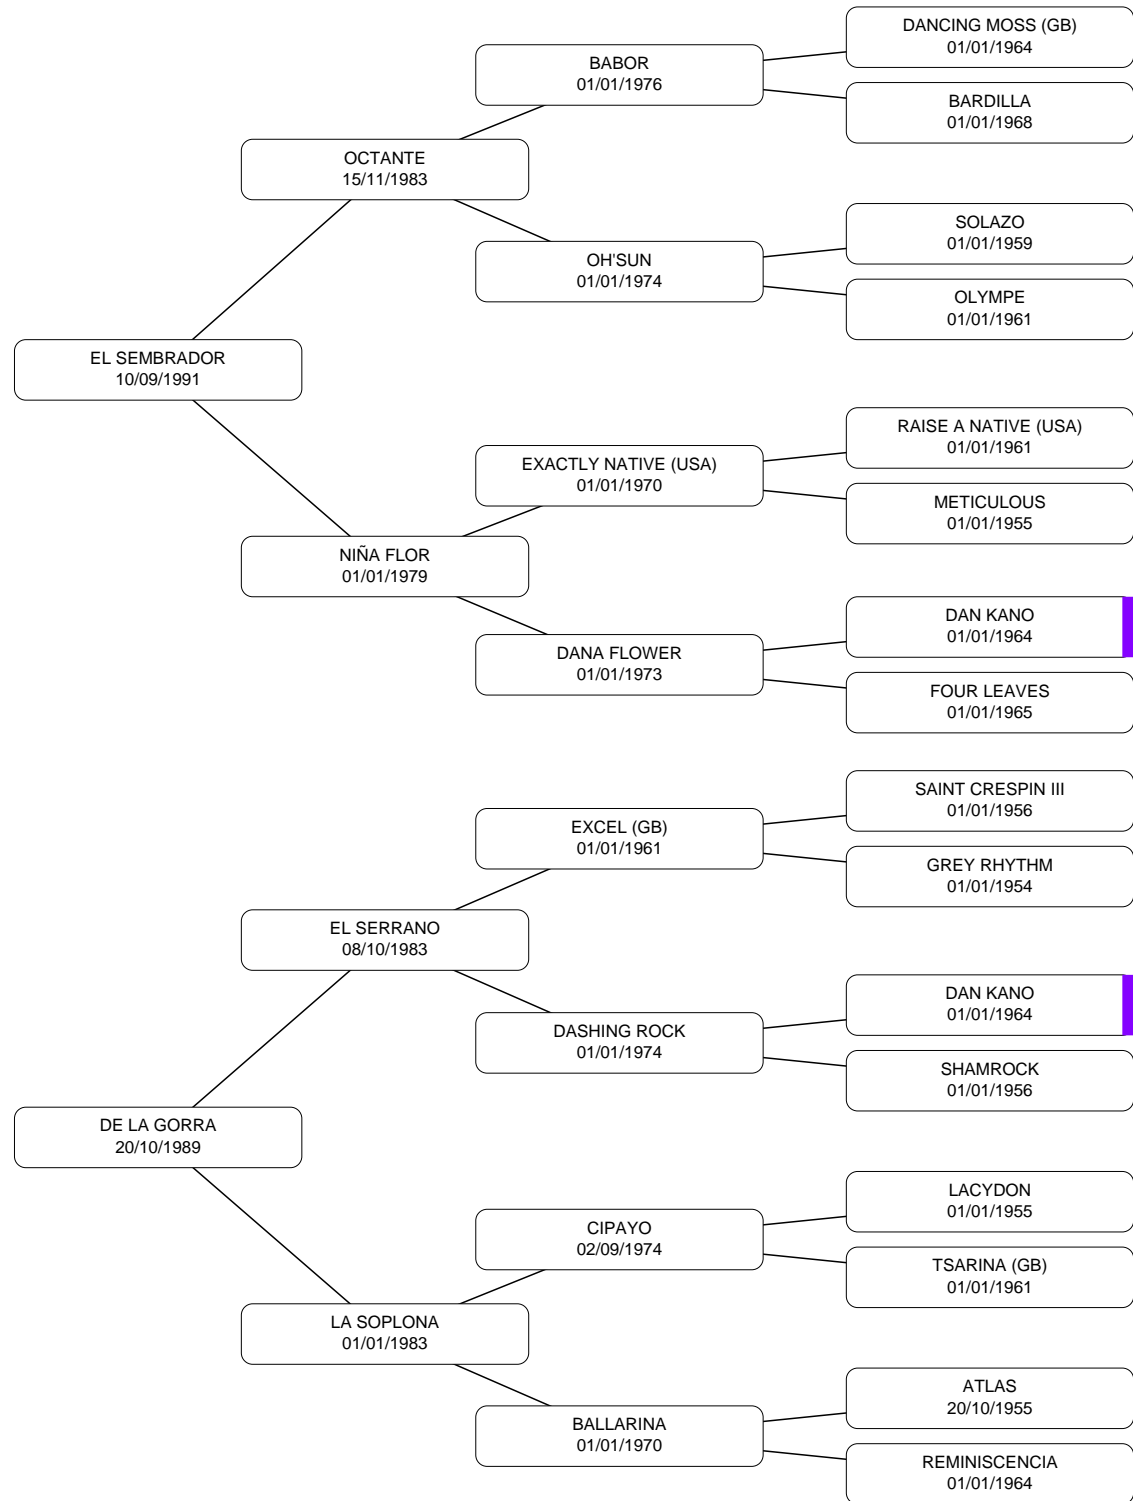 DANCING MOSS (GB)
01/01/1964
BABOR
01/01/1976
BARDILLA
01/01/1968
OCTANTE
15/11/1983
SOLAZO
01/01/1959
OH'SUN
01/01/1974
OLYMPE
01/01/1961
EL SEMBRADOR
10/09/1991
RAISE A NATIVE (USA)
01/01/1961
EXACTLY NATIVE (USA)
01/01/1970
METICULOUS
01/01/1955
NIÑA FLOR
01/01/1979
DAN KANO
01/01/1964
DANA FLOWER
01/01/1973
FOUR LEAVES
01/01/1965
SAINT CRESPIN III
01/01/1956
EXCEL (GB)
01/01/1961
GREY RHYTHM
01/01/1954
EL SERRANO
08/10/1983
DAN KANO
01/01/1964
DASHING ROCK
01/01/1974
SHAMROCK
01/01/1956
DE LA GORRA
20/10/1989
LACYDON
01/01/1955
CIPAYO
02/09/1974
TSARINA (GB)
01/01/1961
LA SOPLONA
01/01/1983
ATLAS
20/10/1955
BALLARINA
01/01/1970
REMINISCENCIA
01/01/1964